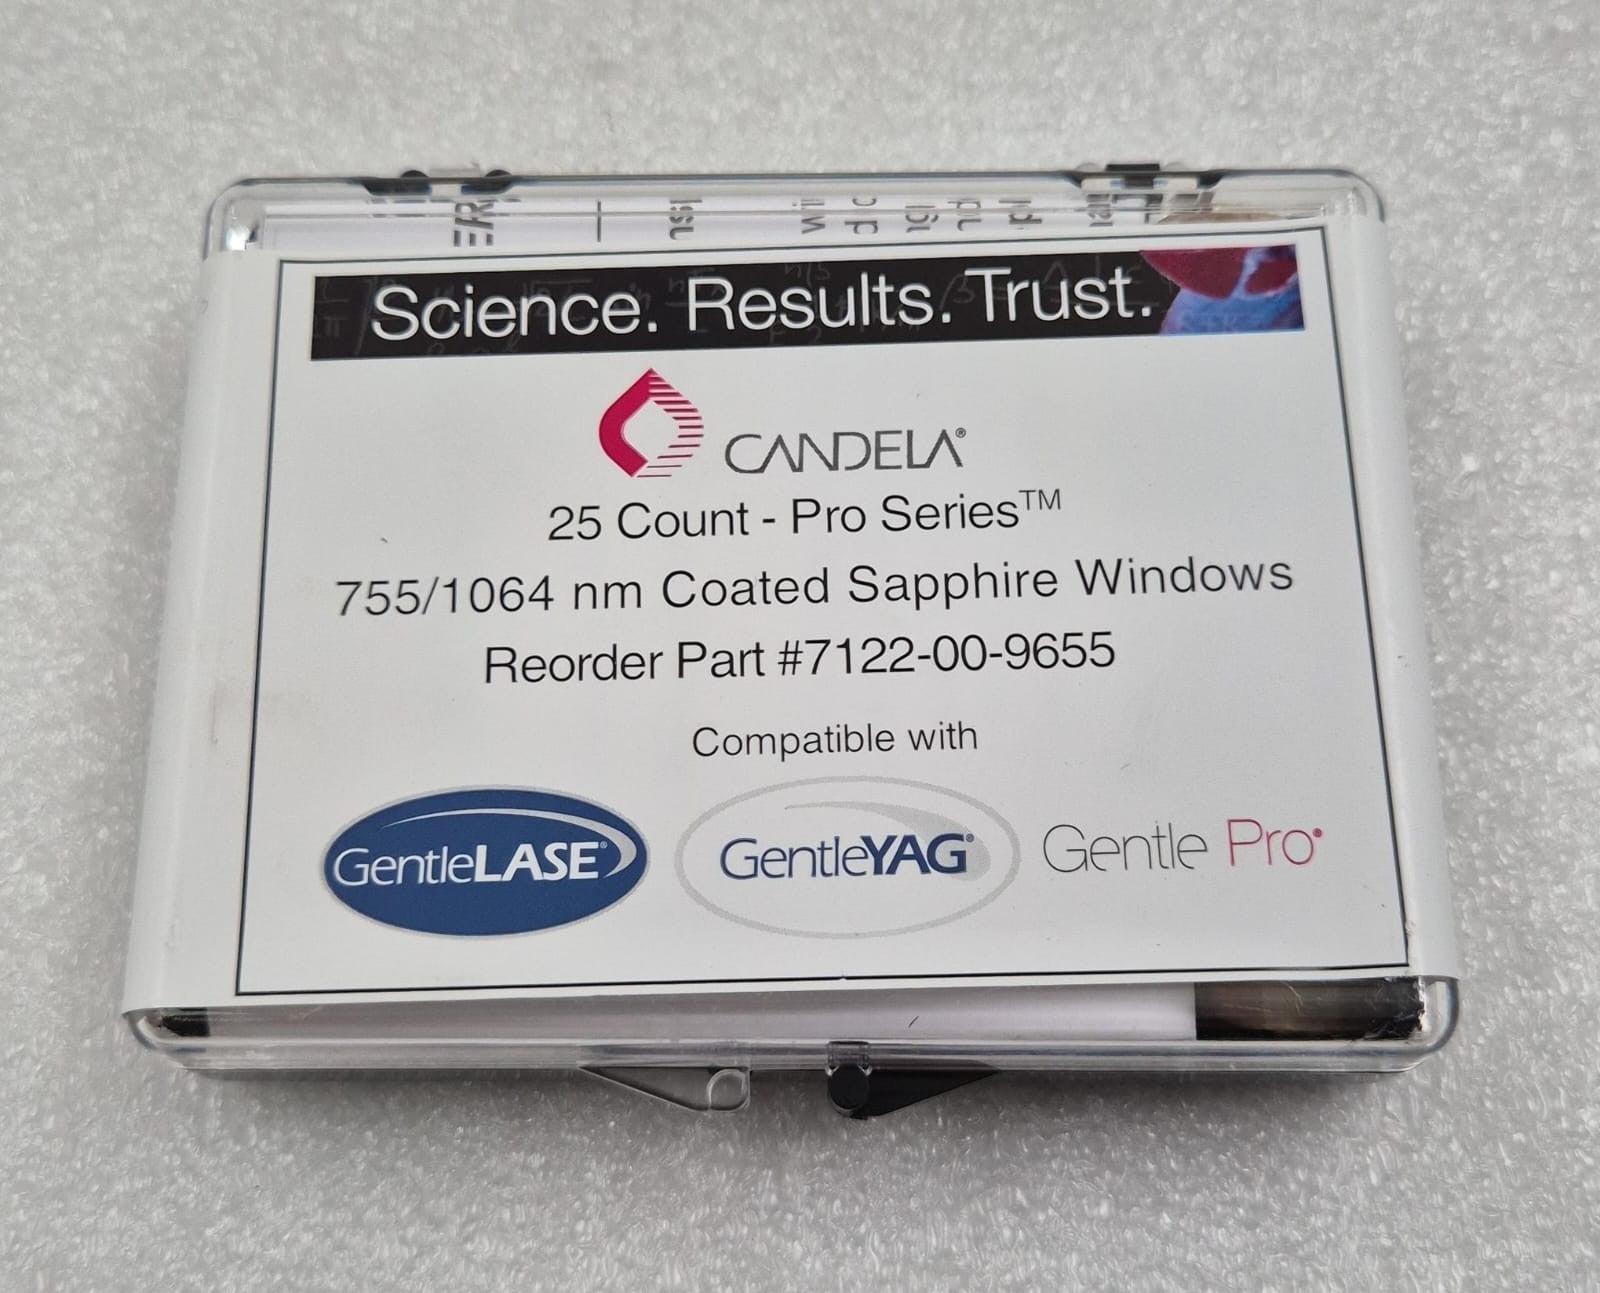 Science. Results. Trust.
CANDELA®
25 Count - Pro Series™
755/1064 nm Coated Sapphire Windows
Reorder Part #7122-00-9655
Compatible with
GentleLASE®
GentleYAG®
Gentle Pro